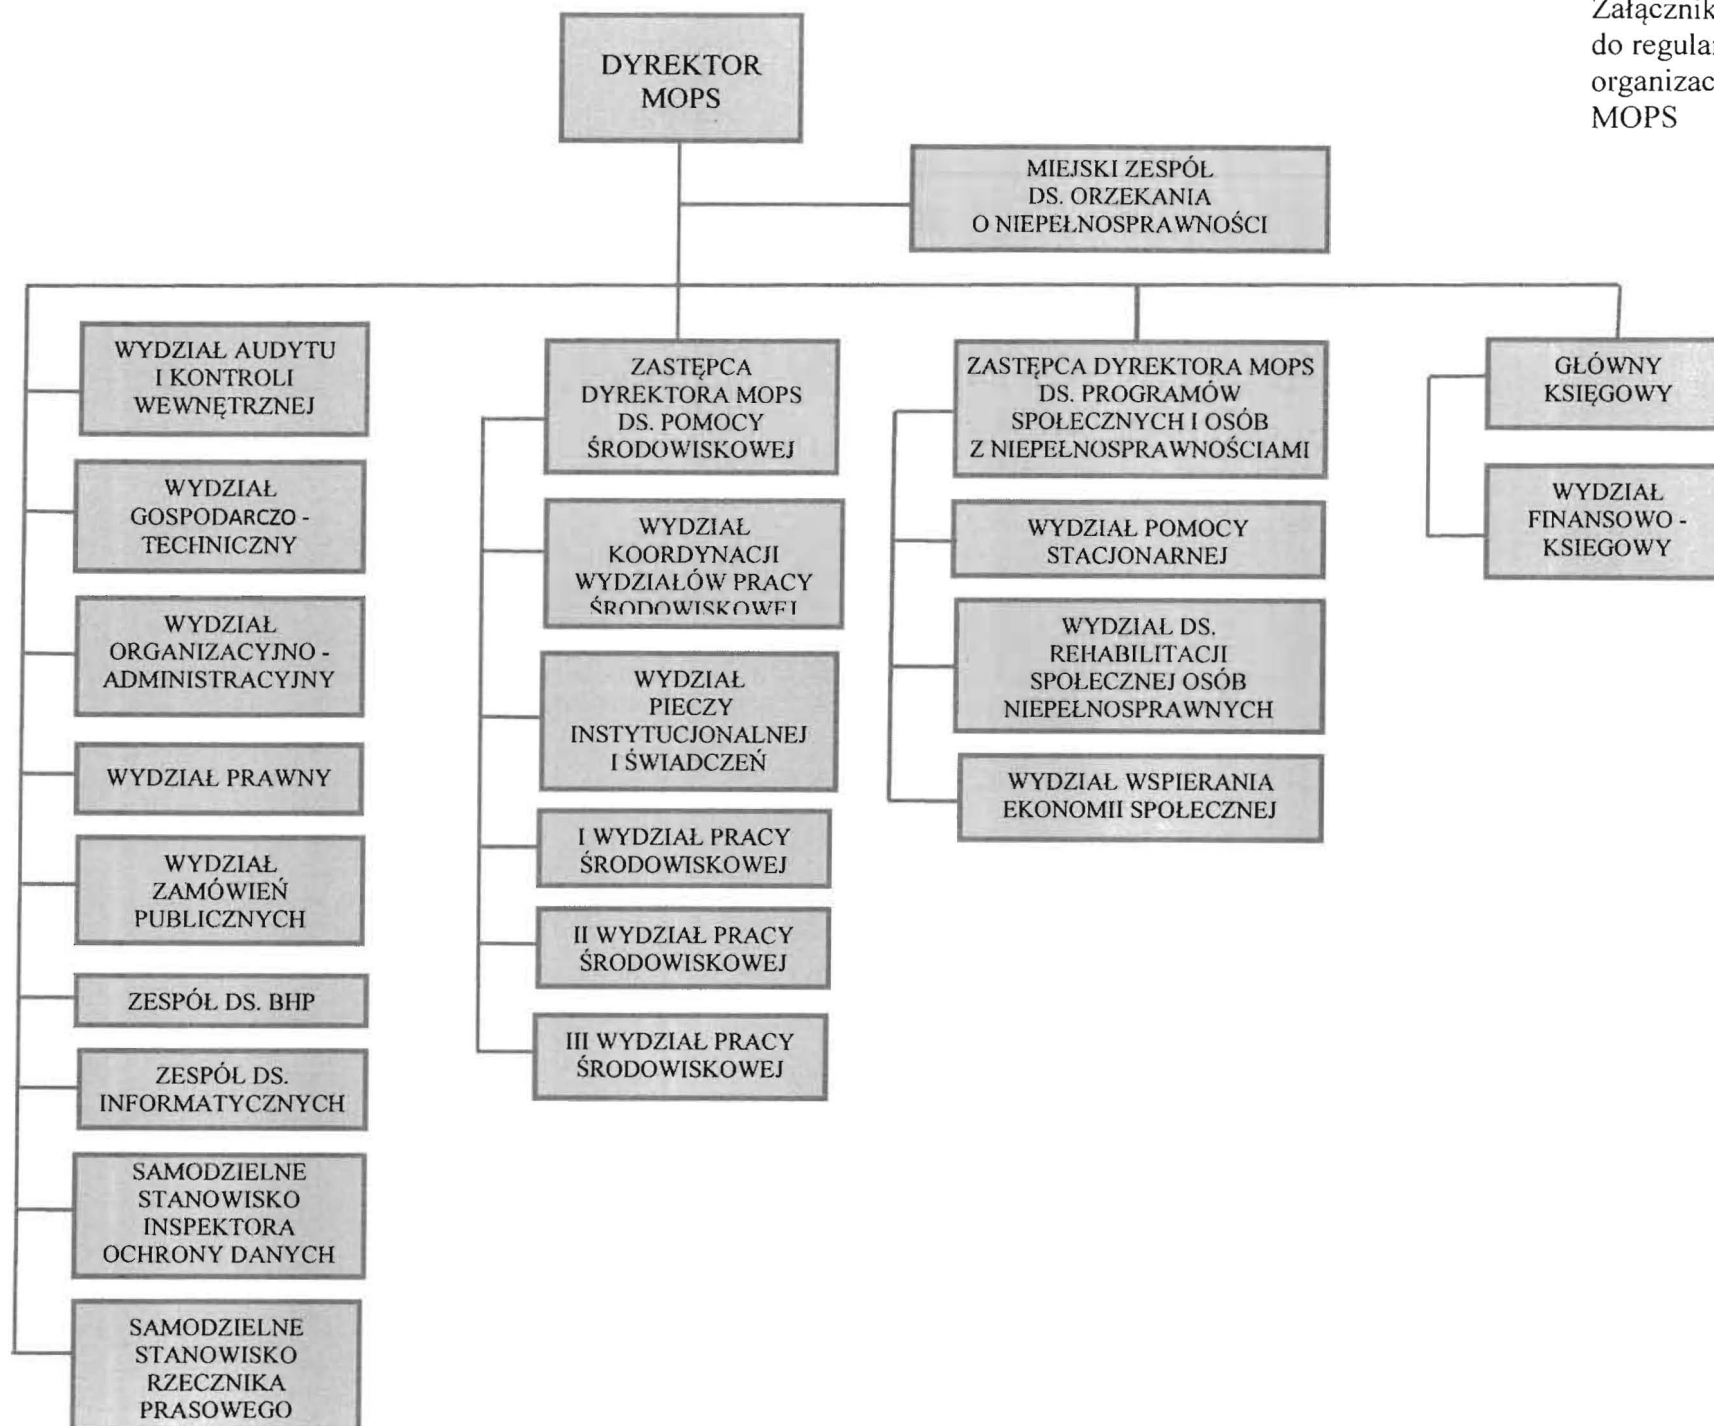 Załącznik
do regula
organizac
MOPS
DYREKTOR
MOPS
MIEJSKI ZESPÓŁ
DS. ORZEKANIA
O NIEPEŁNOSPRAWNOŚCI
WYDZIAŁ AUDYTU
I KONTROLI
WEWNĘTRZNEJ
WYDZIAŁ
GOSPODARCZO -
TECHNICZNY
WYDZIAŁ
ORGANIZACYJNO -
ADMINISTRACYJNY
WYDZIAŁ PRAWNY
WYDZIAŁ
ZAMÓWIEŃ
PUBLICZNYCH
ZESPÓŁ DS. BHP
ZESPÓŁ DS.
INFORMATYCZNYCH
SAMODZIELNE
STANOWISKO
INSPEKTORA
OCHRONY DANYCH
SAMODZIELNE
STANOWISKO
RZECZNIKA
PRASOWEGO
ZASTĘPCA
DYREKTORA MOPS
DS. POMOCY
ŚRODOWISKOWEJ
WYDZIAŁ
KOORDYNACJI
WYDZIAŁÓW PRACY
ŚRODOWISKOWEJ
WYDZIAŁ
PIECZY
INSTYTUCJONALNEJ
I ŚWIADCZEŃ
I WYDZIAŁ PRACY
ŚRODOWISKOWEJ
II WYDZIAŁ PRACY
ŚRODOWISKOWEJ
III WYDZIAŁ PRACY
ŚRODOWISKOWEJ
ZASTĘPCA DYREKTORA MOPS
DS. PROGRAMÓW
SPOŁECZNYCH I OSÓB
Z NIEPEŁNOSPRAWNOŚCIAMI
WYDZIAŁ POMOCY
STACJONARNEJ
WYDZIAŁ DS.
REHABILITACJI
SPOŁECZNEJ OSÓB
NIEPEŁNOSPRAWNYCH
WYDZIAŁ WSPIERANIA
EKONOMII SPOŁECZNEJ
GŁÓWNY
KSIĘGOWY
WYDZIAŁ
FINANSOWO -
KSIEGOWY